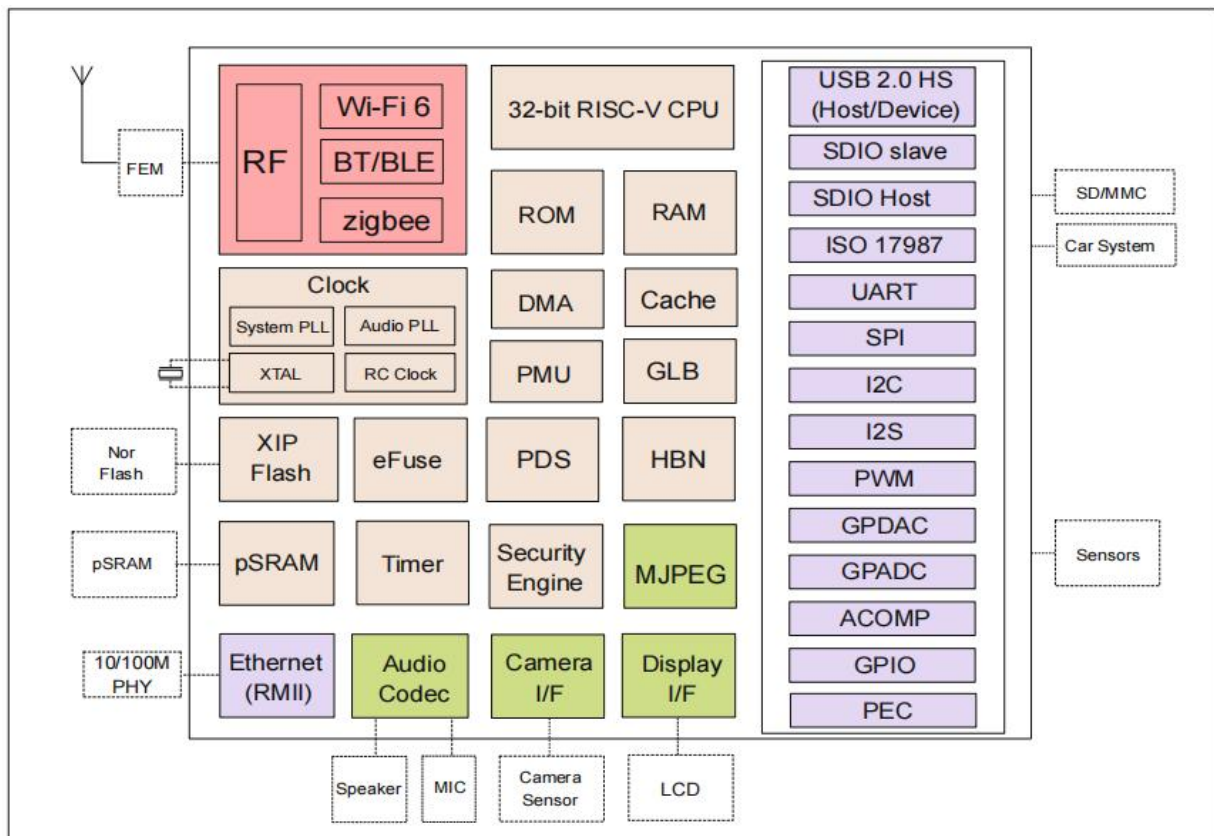 FEM
RF
Wi-Fi 6
BT/BLE
zigbee
32-bit RISC-V CPU
ROM
RAM
Clock
System PLL
Audio PLL
XTAL
RC Clock
DMA
Cache
PMU
GLB
Nor
Flash
XIP
Flash
eFuse
PDS
HBN
pSRAM
pSRAM
Timer
Security
Engine
MJPEG
10/100M
PHY
Ethernet
(RMII)
Audio
Codec
Camera
I/F
Display
I/F
Speaker
MIC
Camera
Sensor
LCD
USB 2.0 HS
(Host/Device)
SDIO slave
SDIO Host
ISO 17987
UART
SPI
I2C
I2S
PWM
GPDAC
GPADC
ACOMP
GPIO
PEC
SD/MMC
Car System
Sensors